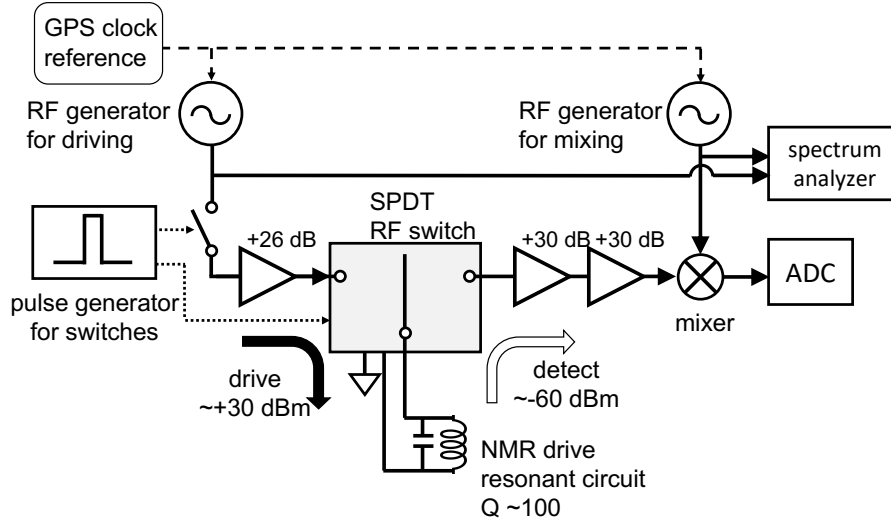 GPS clock
reference
RF generator
for driving
RF generator
for mixing
spectrum
analyzer
SPDT
RF switch
+26 dB
+30 dB
+30 dB
pulse generator
for switches
mixer
ADC
drive
~+30 dBm
detect
~-60 dBm
NMR drive
resonant circuit
Q ~100